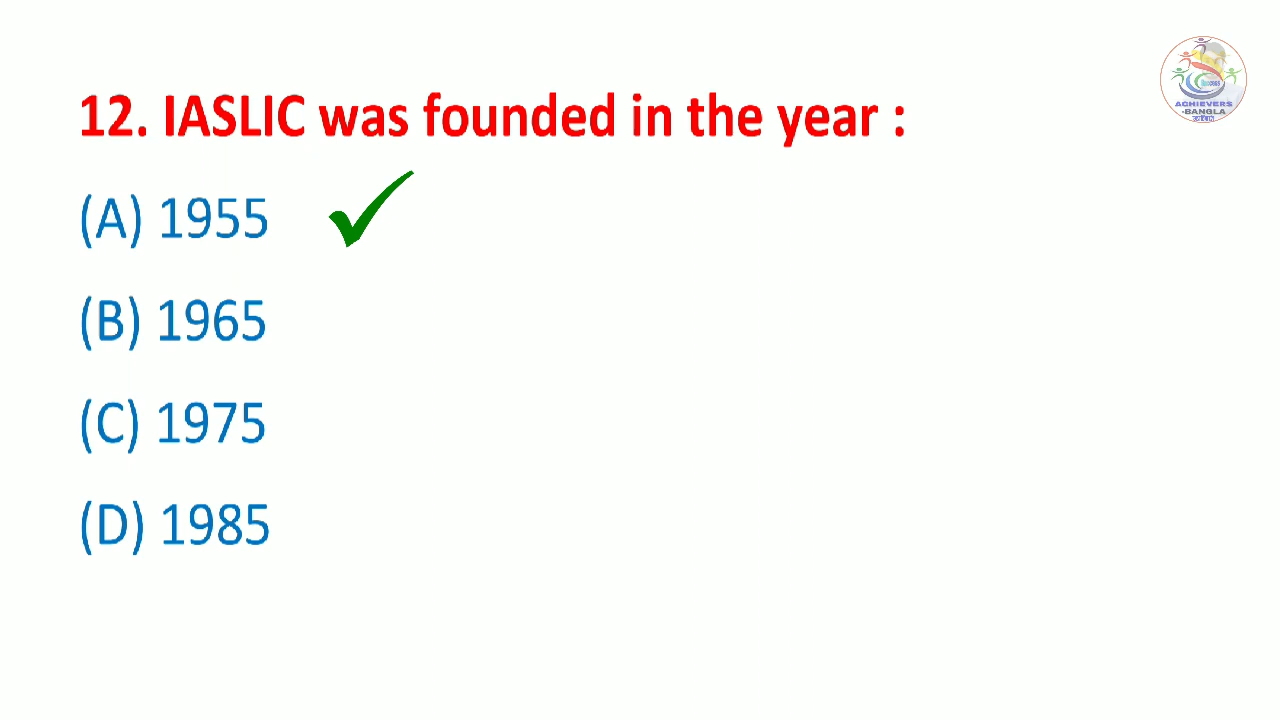 12. IASLIC was founded in the year :
(A) 1955
(B) 1965
(C) 1975
(D) 1985
ACHIEVERS
BANGLA